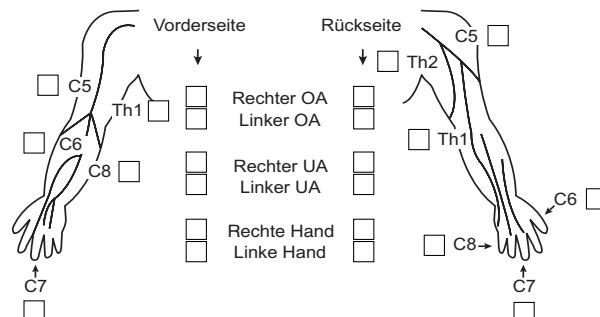 Vorderseite
Rückseite
C5
Th2
C5
Rechter OA
Linker OA
Th1
C6
Th1
C8
Rechter UA
Linker UA
C6
Rechte Hand
Linke Hand
C8
C7
C7